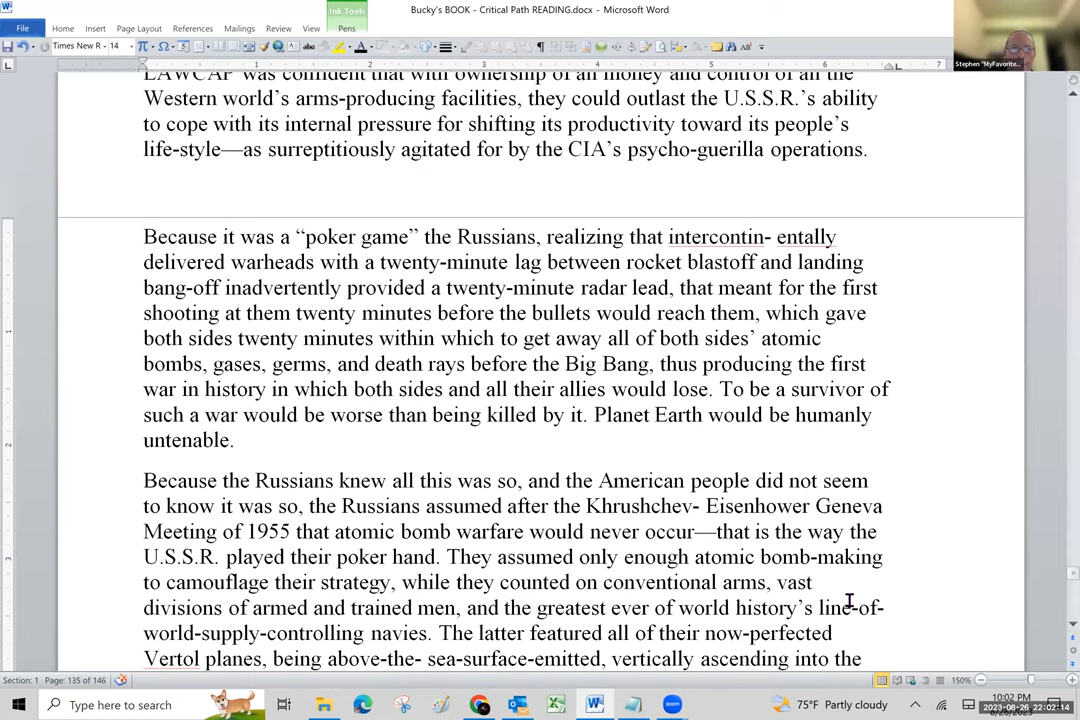 Bucky's BOOK - Critical Path READING.docx - Microsoft Word
Ink Tools
File Home Insert Page Layout References Mailings Review View Pens
Times New R 14
Stephen "MyFavorite...
1 2 3 4 5 6 7
LAWCAP was confident that with ownership of all money and control of all the
Western world's arms-producing facilities, they could outlast the U.S.S.R.'s ability
to cope with its internal pressure for shifting its productivity toward its people's
life-style—as surreptitiously agitated for by the CIA's psycho-guerilla operations.
Because it was a “poker game” the Russians, realizing that intercontin- entally
delivered warheads with a twenty-minute lag between rocket blastoff and landing
bang-off inadvertently provided a twenty-minute radar lead, that meant for the first
shooting at them twenty minutes before the bullets would reach them, which gave
both sides twenty minutes within which to get away all of both sides' atomic
bombs, gases, germs, and death rays before the Big Bang, thus producing the first
war in history in which both sides and all their allies would lose. To be a survivor of
such a war would be worse than being killed by it. Planet Earth would be humanly
untenable.
Because the Russians knew all this was so, and the American people did not seem
to know it was so, the Russians assumed after the Khrushchev- Eisenhower Geneva
Meeting of 1955 that atomic bomb warfare would never occur—that is the way the
U.S.S.R. played their poker hand. They assumed only enough atomic bomb-making
to camouflage their strategy, while they counted on conventional arms, vast
divisions of armed and trained men, and the greatest ever of world history's line-of-
world-supply-controlling navies. The latter featured all of their now-perfected
Vertol planes, being above-the- sea-surface-emitted, vertically ascending into the
Section: 1 Page: 135 of 146 150%
Type here to search
75°F Partly cloudy
10:02 PM
2023-08-26 22:02:14